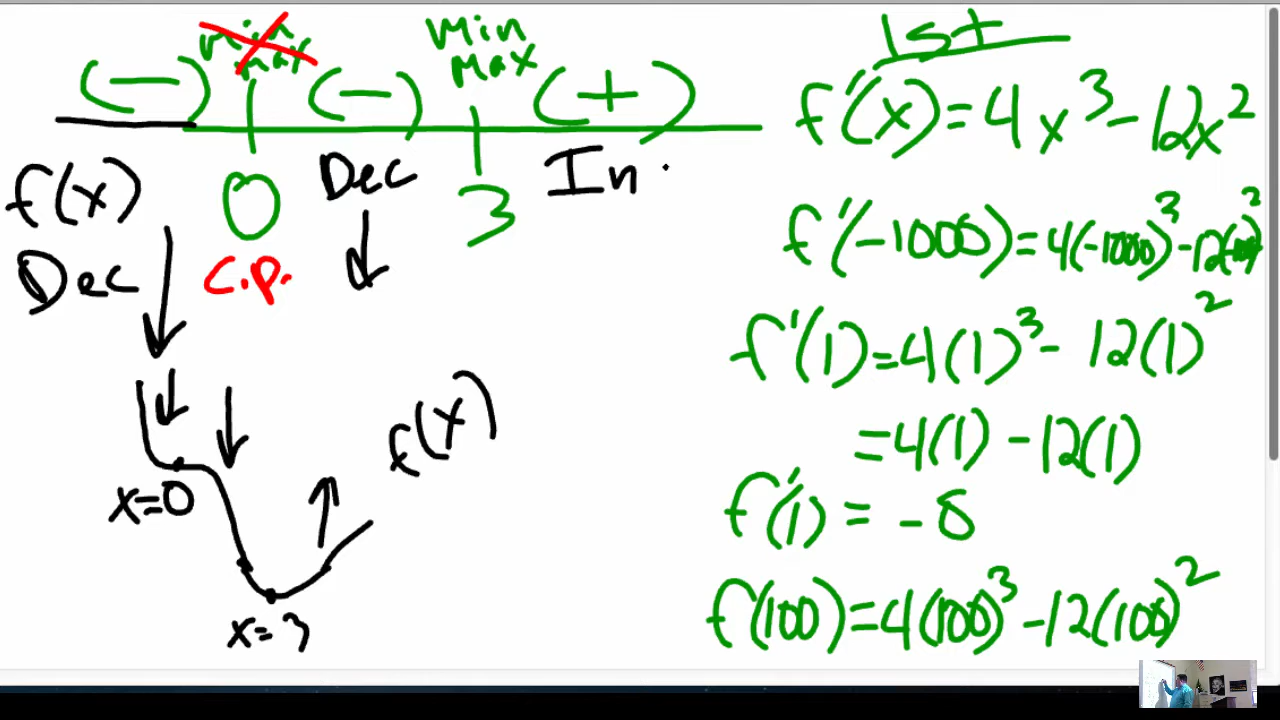 min
max
min
max
(−) (−) (+)
0 3
f(x)
Dec
Dec
In
C.P.
x=0
x=3
f(x)
1st
f'(x)=4x³−12x²
f'(-1000)=4(-1000)³-12(-1000)²
f'(1)=4(1)³− 12(1)²
=4(1)−12(1)
f'(1) = −8
f'(100)=4(100)³−12(100)²